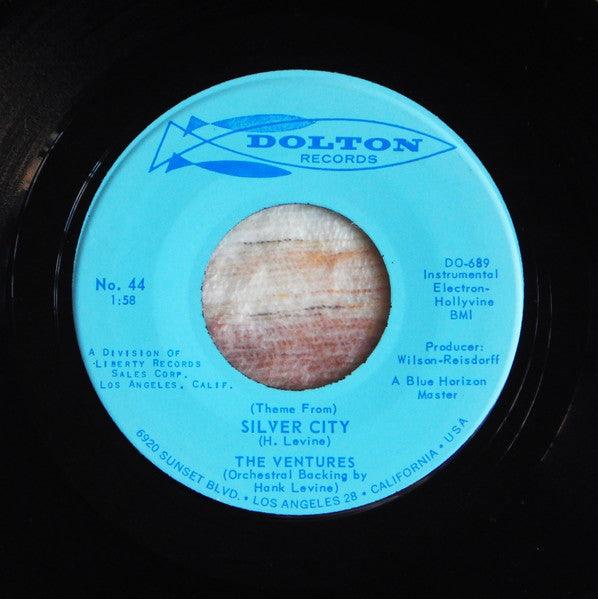 DOLTON
RECORDS
No. 44
1:58
DO-689
Instrumental
Electron-
Hollyvine
BMI
A DIVISION OF
LIBERTY RECORDS
SALES CORP.
LOS ANGELES, CALIF.
Producer:
Wilson-Reisdorff
A Blue Horizon
Master
(Theme From)
SILVER CITY
(H. Levine)
THE VENTURES
(Orchestral Backing by
Hank Levine)
6920 SUNSET BLVD. • LOS ANGELES 28 • CALIFORNIA • USA